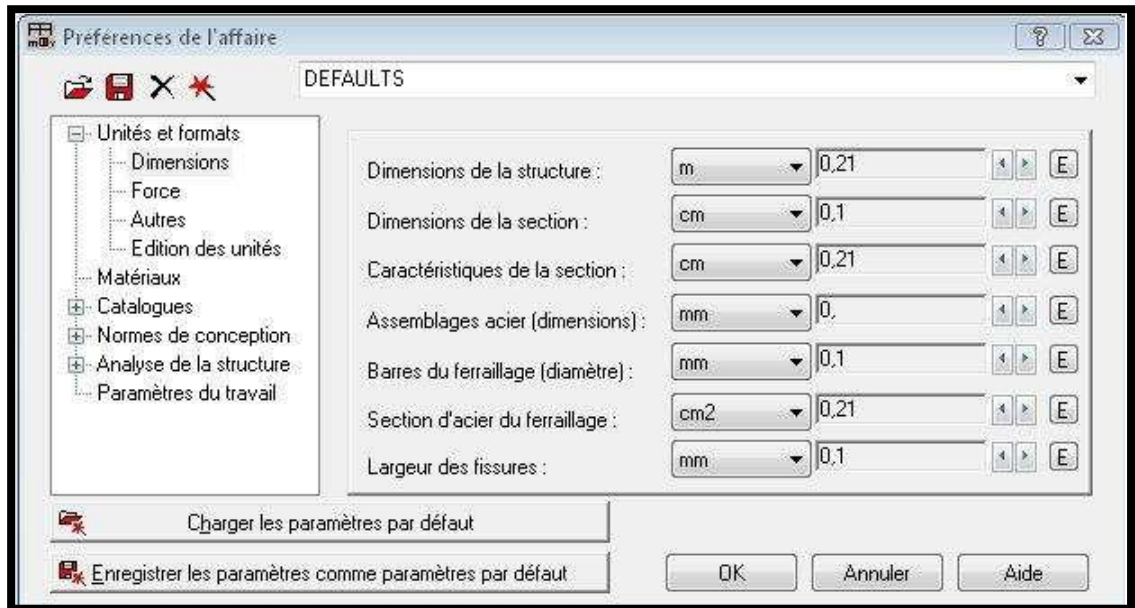 Préférences de l'affaire
DEFAULTS
Unités et formats
Dimensions
Force
Autres
Edition des unités
Matériaux
Catalogues
Normes de conception
Analyse de la structure
Paramètres du travail
Dimensions de la structure : m 0,21 E
Dimensions de la section : cm 0,1 E
Caractéristiques de la section : cm 0,21 E
Assemblages acier (dimensions) : mm 0, E
Barres du ferraillage (diamètre) : mm 0,1 E
Section d'acier du ferraillage : cm2 0,21 E
Largeur des fissures : mm 0,1 E
Charger les paramètres par défaut
Enregistrer les paramètres comme paramètres par défaut
OK Annuler Aide